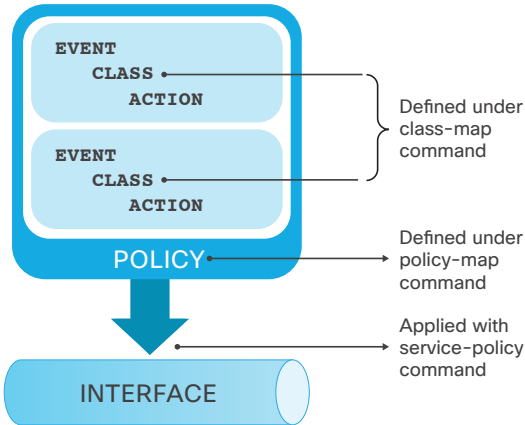 EVENT
CLASS
ACTION
Defined under
class-map
command
EVENT
CLASS
ACTION
POLICY
Defined under
policy-map
command
Applied with
service-policy
command
INTERFACE